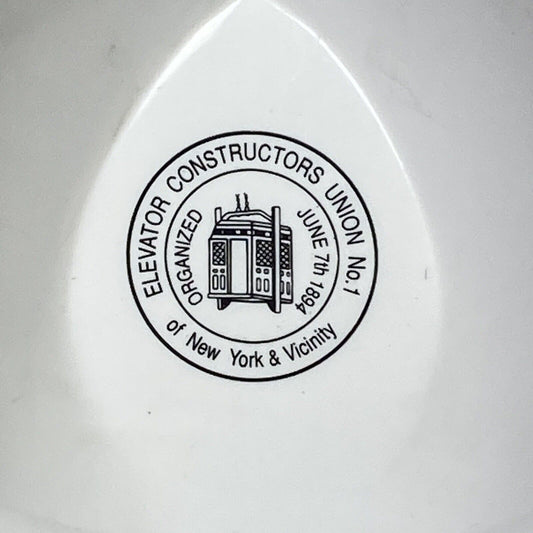 ELEVATOR CONSTRUCTORS UNION No.1
of New York & Vicinity
ORGANIZED
JUNE 7th 1894